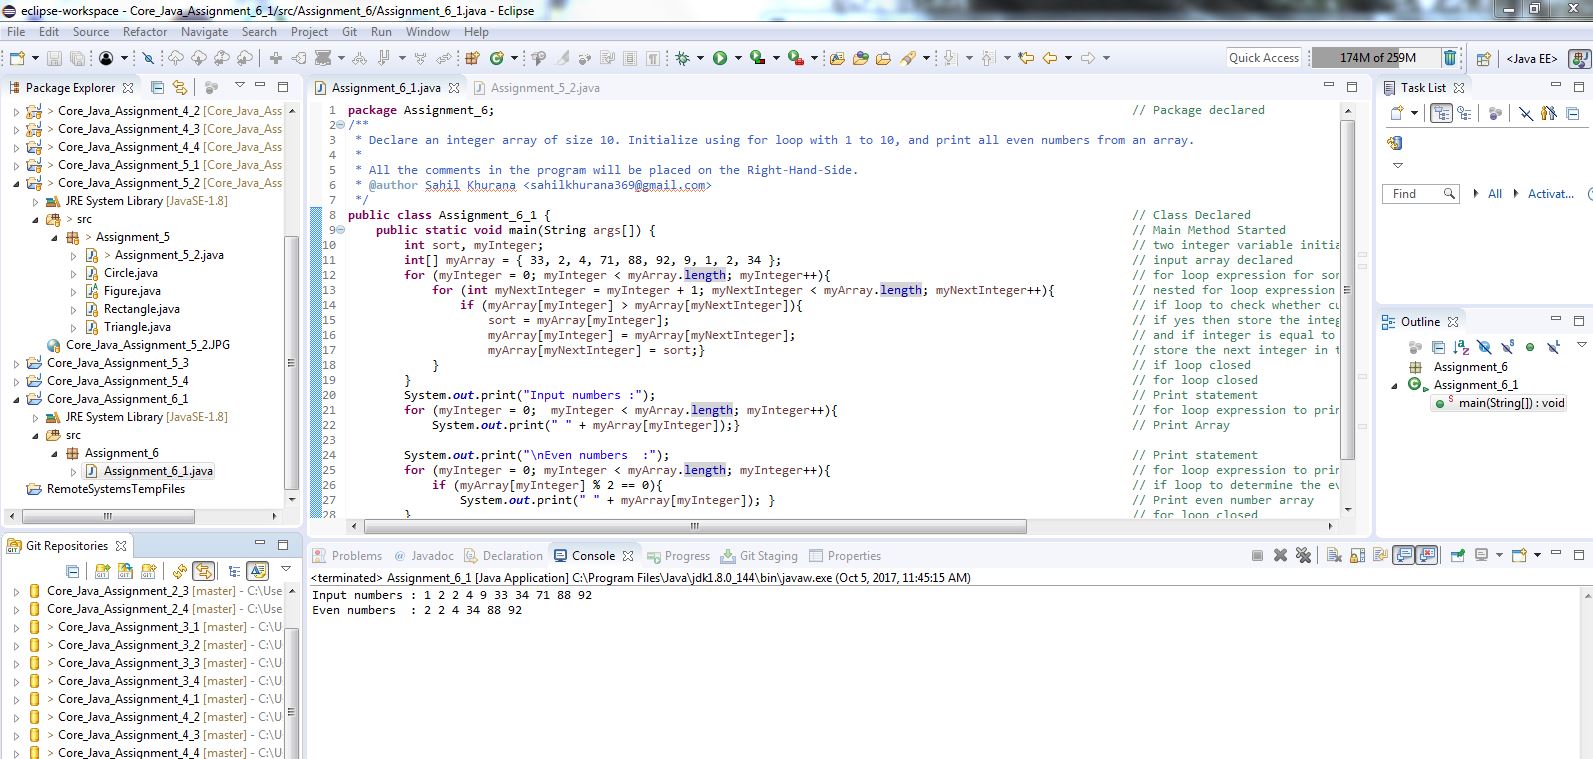 eclipse-workspace - Core_Java_Assignment_6_1/src/Assignment_6/Assignment_6_1.java - Eclipse
File Edit Source Refactor Navigate Search Project Git Run Window Help
Quick Access 174M of 259M <Java EE>
Package Explorer
> Core_Java_Assignment_4_2 [Core_Java_Ass
> Core_Java_Assignment_4_3 [Core_Java_Ass
> Core_Java_Assignment_4_4 [Core_Java_Ass
> Core_Java_Assignment_5_1 [Core_Java_Ass
> Core_Java_Assignment_5_2 [Core_Java_Ass
JRE System Library [JavaSE-1.8]
> src
> Assignment_5
> Assignment_5_2.java
Circle.java
Figure.java
Rectangle.java
Triangle.java
Core_Java_Assignment_5_2.JPG
Core_Java_Assignment_5_3
Core_Java_Assignment_5_4
Core_Java_Assignment_6_1
JRE System Library [JavaSE-1.8]
src
Assignment_6
Assignment_6_1.java
RemoteSystemsTempFiles
Git Repositories
Core_Java_Assignment_2_3 [master] - C:\Use
Core_Java_Assignment_2_4 [master] - C:\Use
> Core_Java_Assignment_3_1 [master] - C:\U
> Core_Java_Assignment_3_2 [master] - C:\U
> Core_Java_Assignment_3_3 [master] - C:\U
> Core_Java_Assignment_3_4 [master] - C:\U
> Core_Java_Assignment_4_1 [master] - C:\U
> Core_Java_Assignment_4_2 [master] - C:\U
> Core_Java_Assignment_4_3 [master] - C:\U
> Core_Java_Assignment_4_4 [master] - C:\U
Assignment_6_1.java Assignment_5_2.java
1 package Assignment_6; // Package declared
2 /**
3 * Declare an integer array of size 10. Initialize using for loop with 1 to 10, and print all even numbers from an array.
4 *
5 * All the comments in the program will be placed on the Right-Hand-Side.
6 * @author Sahil Khurana <sahilkhurana369@gmail.com>
7 */
8 public class Assignment_6_1 { // Class Declared
9 public static void main(String args[]) { // Main Method Started
10 int sort, myInteger; // two integer variable initia
11 int[] myArray = { 33, 2, 4, 71, 88, 92, 9, 1, 2, 34 }; // input array declared
12 for (myInteger = 0; myInteger < myArray.length; myInteger++){ // for loop expression for sor
13 for (int myNextInteger = myInteger + 1; myNextInteger < myArray.length; myNextInteger++){ // nested for loop expression
14 if (myArray[myInteger] > myArray[myNextInteger]){ // if loop to check whether cu
15 sort = myArray[myInteger]; // if yes then store the integ
16 myArray[myInteger] = myArray[myNextInteger]; // and if integer is equal to
17 myArray[myNextInteger] = sort;} // store the next integer in t
18 } // if loop closed
19 } // for loop closed
20 System.out.print("Input numbers :"); // Print statement
21 for (myInteger = 0;  myInteger < myArray.length; myInteger++){ // for loop expression to prin
22 System.out.print(" " + myArray[myInteger]);} // Print Array
23
24 System.out.print("\nEven numbers  :"); // Print statement
25 for (myInteger = 0; myInteger < myArray.length; myInteger++){ // for loop expression to prin
26 if (myArray[myInteger] % 2 == 0){ // if loop to determine the ev
27 System.out.print(" " + myArray[myInteger]); } // Print even number array
28 } // for loop closed
Problems Javadoc Declaration Console Progress Git Staging Properties
<terminated> Assignment_6_1 [Java Application] C:\Program Files\Java\jdk1.8.0_144\bin\javaw.exe (Oct 5, 2017, 11:45:15 AM)
Input numbers : 1 2 2 4 9 33 34 71 88 92
Even numbers  : 2 2 4 34 88 92
Task List
Find All Activat...
Outline
Assignment_6
Assignment_6_1
main(String[]) : void